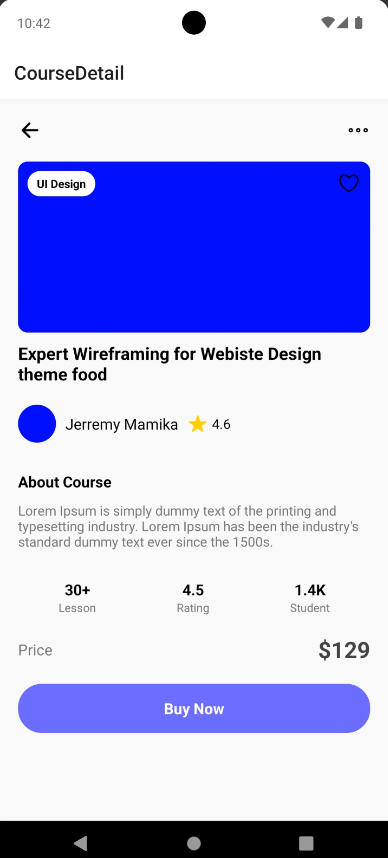 10:42
CourseDetail
UI Design
Expert Wireframing for Webiste Design
theme food
Jerremy Mamika 4.6
About Course
Lorem Ipsum is simply dummy text of the printing and
typesetting industry. Lorem Ipsum has been the industry's
standard dummy text ever since the 1500s.
30+ 4.5 1.4K
Lesson Rating Student
Price $129
Buy Now